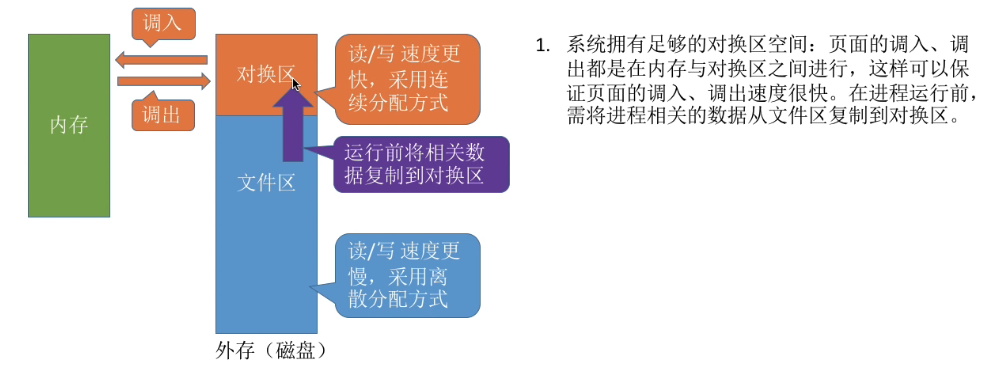 调入
调出
内存
对换区
文件区
外存（磁盘）
读/写 速度更
快，采用连
续分配方式
运行前将相关数
据复制到对换区
读/写 速度更
慢，采用离
散分配方式
1. 系统拥有足够的对换区空间：页面的调入、调
出都是在内存与对换区之间进行，这样可以保
证页面的调入、调出速度很快。在进程运行前，
需将进程相关的数据从文件区复制到对换区。